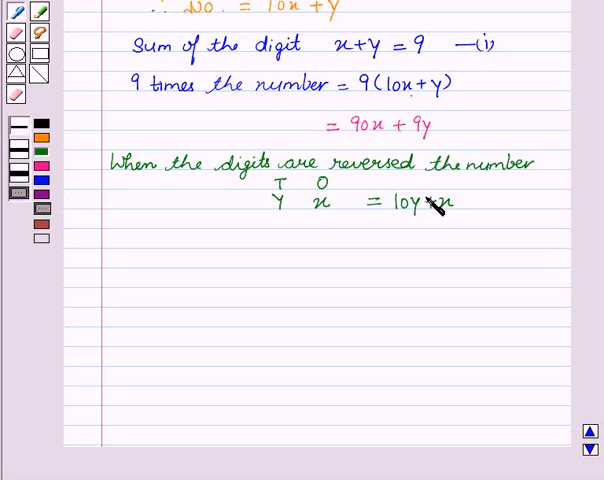 ∴ No. = 10x + y
Sum of the digit x+y = 9 —(i)
9 times the number = 9(10x+y)
= 90x + 9y
When the digits are reversed the number
T O
Y x = 10y+x